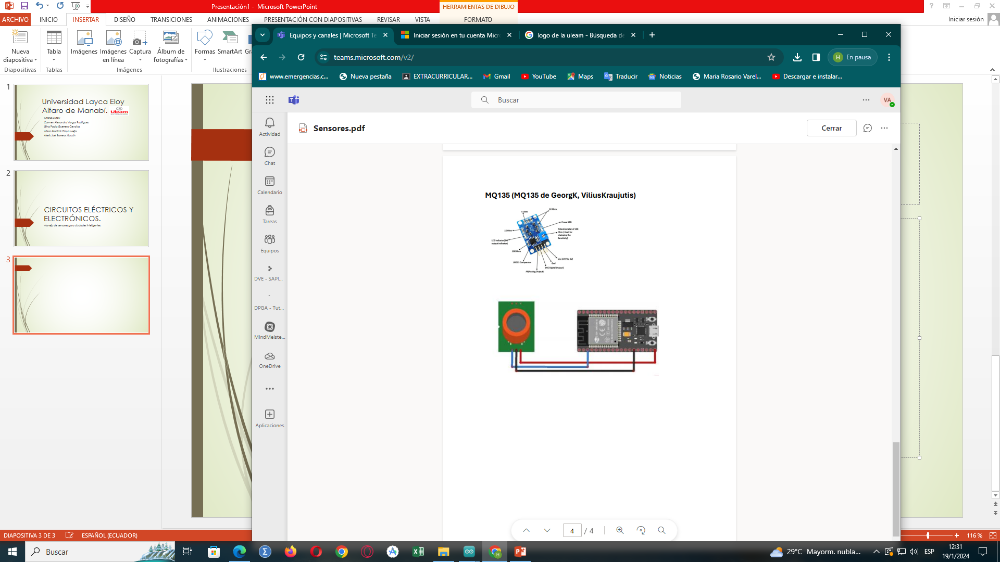 Presentación1 - Microsoft PowerPoint
HERRAMIENTAS DE DIBUJO
ARCHIVO
INICIO
INSERTAR
DISEÑO
TRANSICIONES
ANIMACIONES
PRESENTACIÓN CON DIAPOSITIVAS
REVISAR
VISTA
FORMATO
Iniciar sesión
Nueva
diapositiva
Tabla
Imágenes
Imágenes
en línea
Captura
Álbum de
fotografías
Formas
SmartArt
Diapositivas
Tablas
Imágenes
Ilustraciones
1
Universidad Layca Eloy
Alfaro de Manabí.
Uleam
INTEGRANTES:
Carmen Alexandra Vargas Rodríguez
Gina Paola Guerrero Cevallos
Wilson Bladimir Olaya Mejia
2
CIRCUITOS ELÉCTRICOS Y
ELECTRÓNICOS.
Manejo de sensores para ciudades inteligentes.
3
Equipos y canales | Microsoft Te
Iniciar sesión en tu cuenta Micr
logo de la uleam - Búsqueda de
teams.microsoft.com/v2/
H
En pausa
www.emergencias.c...
Nueva pestaña
EXTRACURRICULAR...
Gmail
YouTube
Maps
Traducir
Noticias
Maria Rosario Varel...
Descargar e instalar...
Buscar
VA
Actividad
Chat
Calendario
Tareas
Equipos
DVE - SAPI...
DPGA - Tut...
MindMeiste...
OneDrive
Aplicaciones
Sensores.pdf
Cerrar
MQ135 (MQ135 de GeorgK, ViliusKraujutis)
1K Ohm
Power LED
1K Ohm
Potentiometer of 10K
Ohm ( Used for
changing the
Sensitivity)
LED indicator( D0
output indicator)
10K Ohm
Vcc (2.5V to 5V)
LM393 Comparator
Gnd
DO ( Digital Output)
A0(Analog Output)
4 / 4
DIAPOSITIVA 3 DE 3
ESPAÑOL (ECUADOR)
116 %
Buscar
29°C Mayorm. nubla...
ESP
12:31
19/1/2024